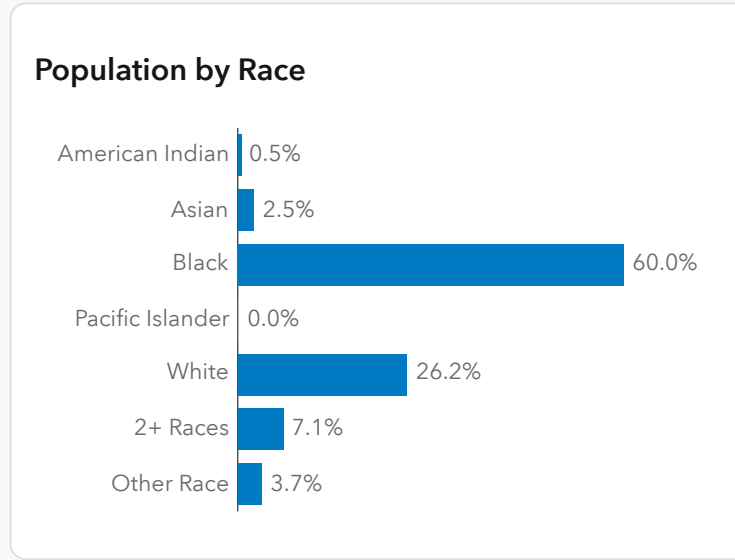 Population by Race
American Indian 0.5%
Asian 2.5%
Black 60.0%
Pacific Islander 0.0%
White 26.2%
2+ Races 7.1%
Other Race 3.7%